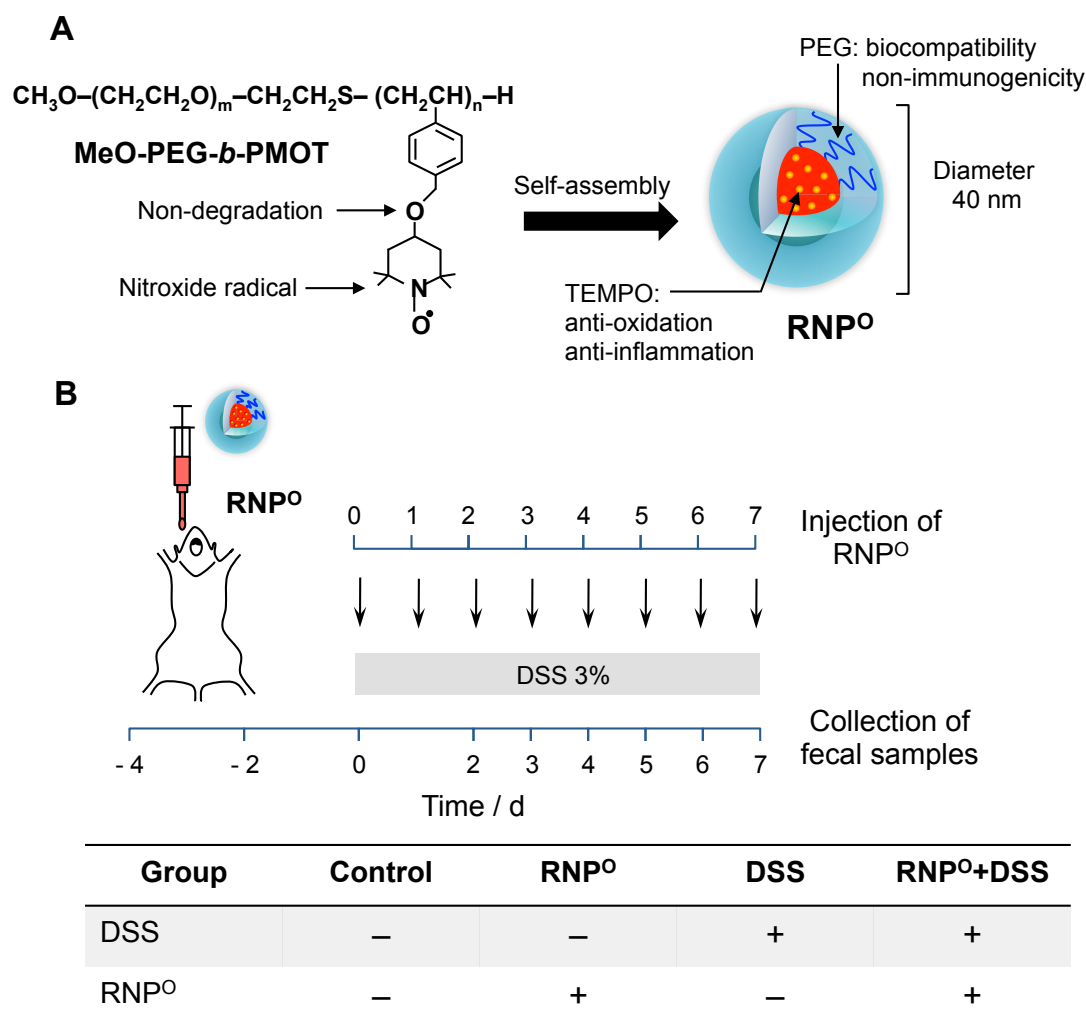 A
PEG: biocompatibility
non-immunogenicity
CH₃O–(CH₂CH₂O)ₘ–CH₂CH₂S– (CH₂CH)ₙ–H
MeO-PEG-b-PMOT
Non-degradation
O
Nitroxide radical
N
O•
Self-assembly
Diameter
40 nm
TEMPO:
anti-oxidation
anti-inflammation
RNPᴼ
B
RNPᴼ
0 1 2 3 4 5 6 7
Injection of
RNPᴼ
DSS 3%
- 4 - 2 0 2 3 4 5 6 7
Collection of
fecal samples
Time / d
Group Control RNPᴼ DSS RNPᴼ+DSS
DSS – – + +
RNPᴼ – + – +